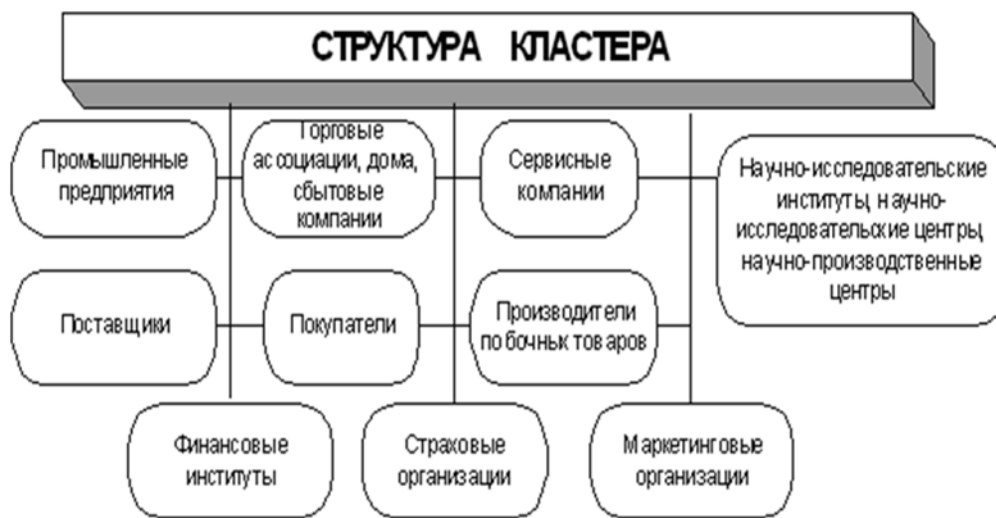 СТРУКТУРА КЛАСТЕРА
Промышленные
предприятия
Торговые
ассоциации, дома,
сбытовые
компании
Сервисные
компании
Научно-исследовательские
институты, научно-
исследовательские центры,
научно-производственные
центры
Поставщики
Покупатели
Производители
побочных товаров
Финансовые
институты
Страховые
организации
Маркетинговые
организации